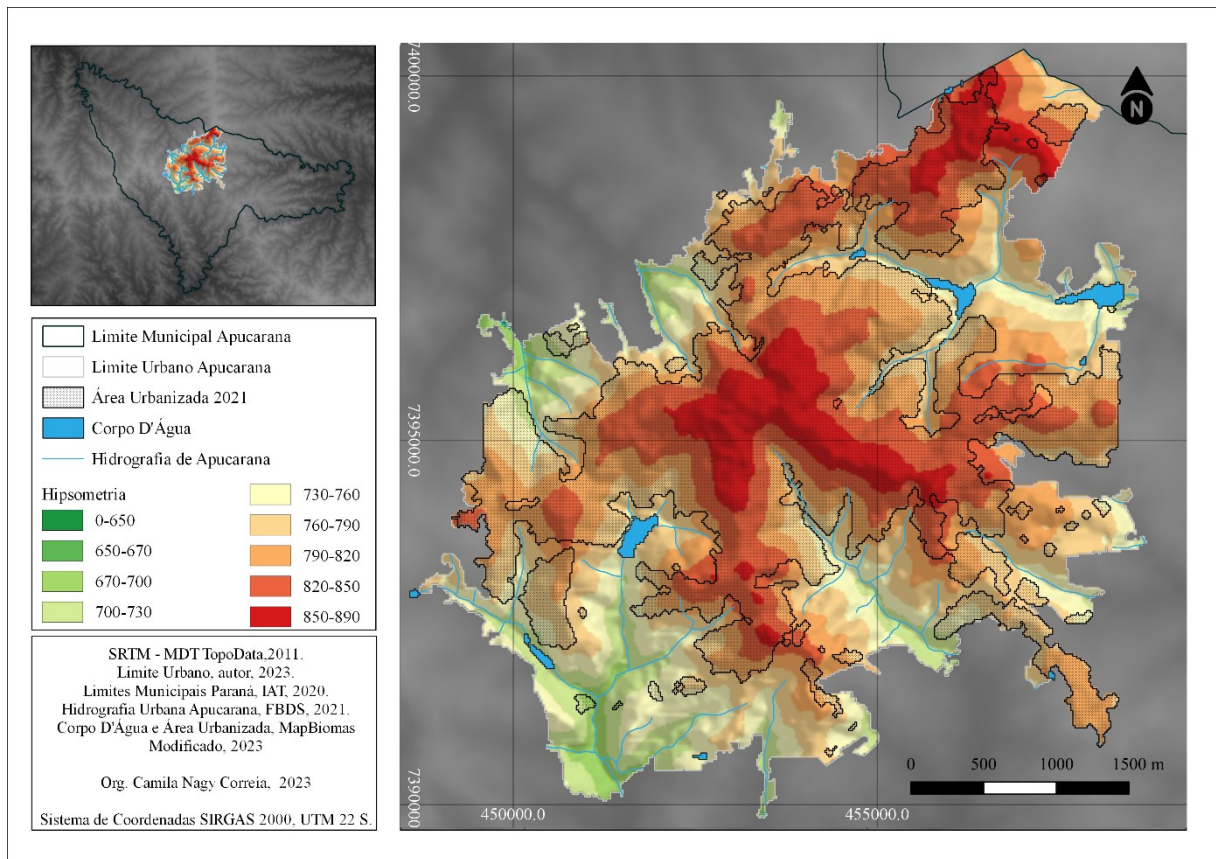 Limite Municipal Apucarana
Limite Urbano Apucarana
Área Urbanizada 2021
Corpo D'Água
Hidrografia de Apucarana
Hipsometria
0-650
650-670
670-700
700-730
730-760
760-790
790-820
820-850
850-890
SRTM - MDT TopoData,2011.
Limite Urbano, autor, 2023.
Limites Municipais Paraná, IAT, 2020.
Hidrografia Urbana Apucarana, FBDS, 2021.
Corpo D'Água e Área Urbanizada, MapBiomas
Modificado, 2023
Org. Camila Nagy Correia, 2023
Sistema de Coordenadas SIRGAS 2000, UTM 22 S.
7400000.0
7395000.0
7390000.0
450000.0
455000.0
N
0 500 1000 1500 m